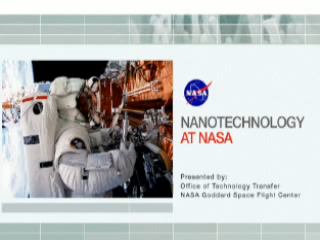 NASA
NANOTECHNOLOGY
AT NASA
Presented by:
Office of Technology Transfer
NASA Goddard Space Flight Center